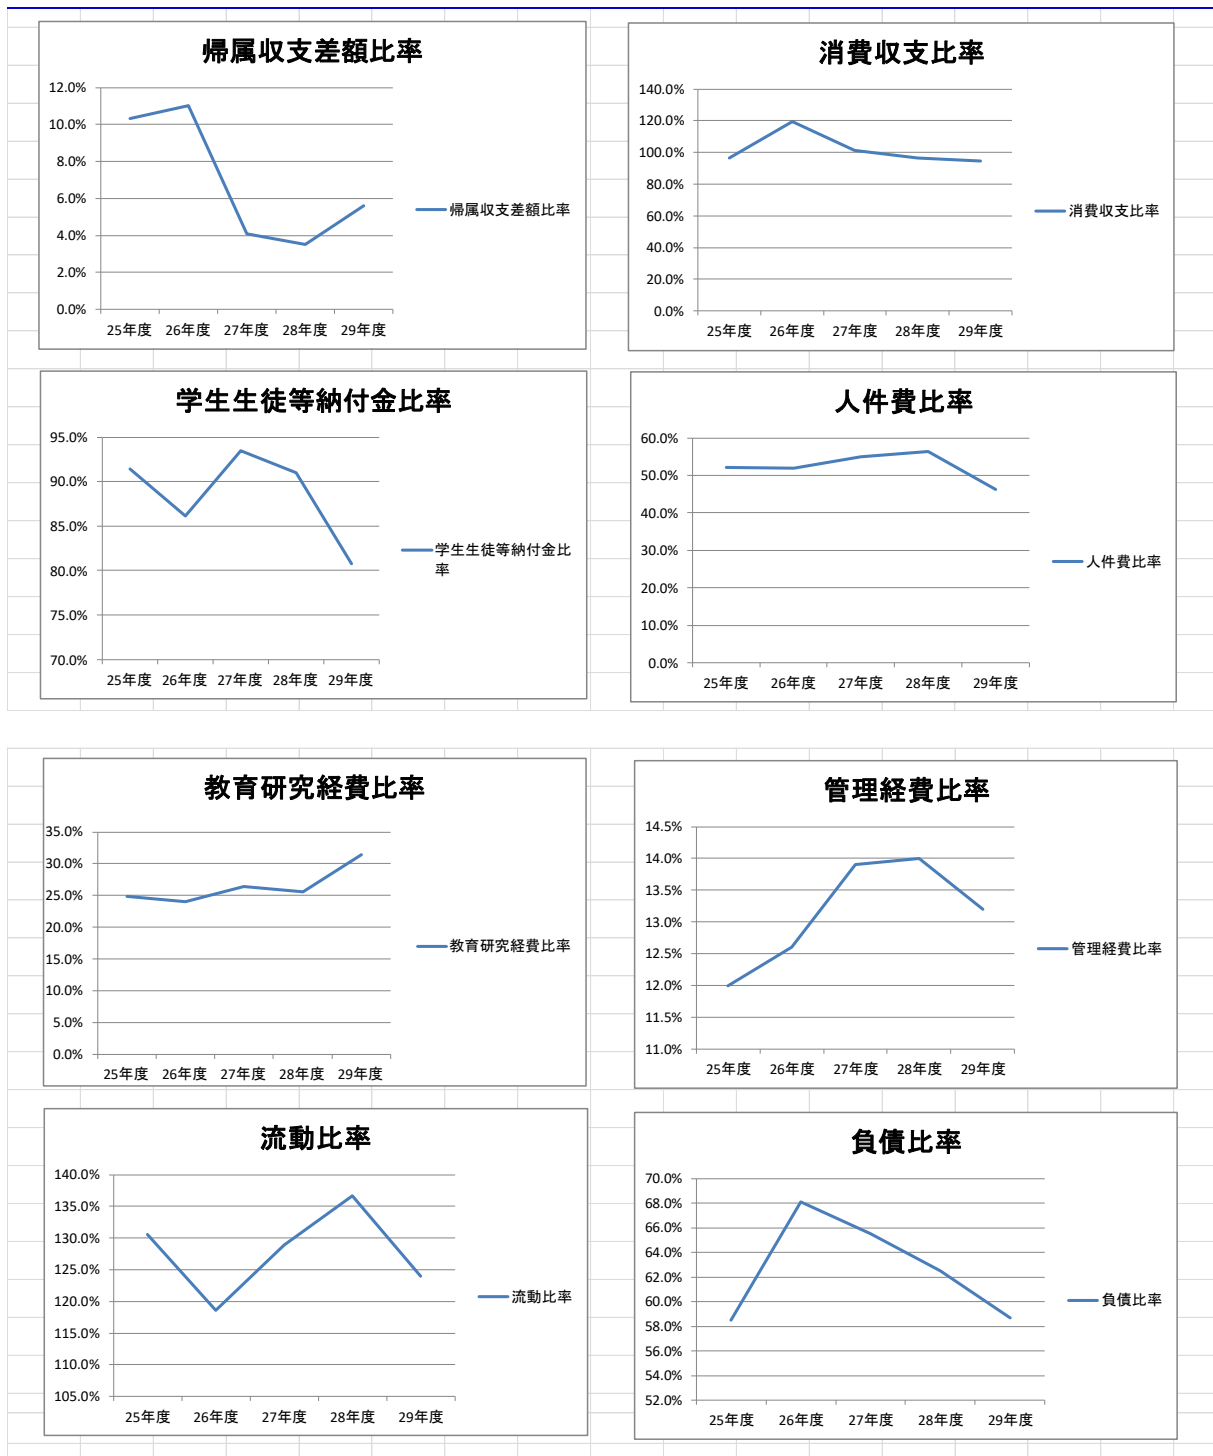 帰属収支差額比率
12.0%
10.0%
8.0%
6.0%
4.0%
2.0%
0.0%
25年度 26年度 27年度 28年度 29年度
帰属収支差額比率
消費収支比率
140.0%
120.0%
100.0%
80.0%
60.0%
40.0%
20.0%
0.0%
25年度 26年度 27年度 28年度 29年度
消費収支比率
学生生徒等納付金比率
95.0%
90.0%
85.0%
80.0%
75.0%
70.0%
25年度 26年度 27年度 28年度 29年度
学生生徒等納付金比
率
人件費比率
60.0%
50.0%
40.0%
30.0%
20.0%
10.0%
0.0%
25年度 26年度 27年度 28年度 29年度
人件費比率
教育研究経費比率
35.0%
30.0%
25.0%
20.0%
15.0%
10.0%
5.0%
0.0%
25年度 26年度 27年度 28年度 29年度
教育研究経費比率
管理経費比率
14.5%
14.0%
13.5%
13.0%
12.5%
12.0%
11.5%
11.0%
25年度 26年度 27年度 28年度 29年度
管理経費比率
流動比率
140.0%
135.0%
130.0%
125.0%
120.0%
115.0%
110.0%
105.0%
25年度 26年度 27年度 28年度 29年度
流動比率
負債比率
70.0%
68.0%
66.0%
64.0%
62.0%
60.0%
58.0%
56.0%
54.0%
52.0%
25年度 26年度 27年度 28年度 29年度
負債比率